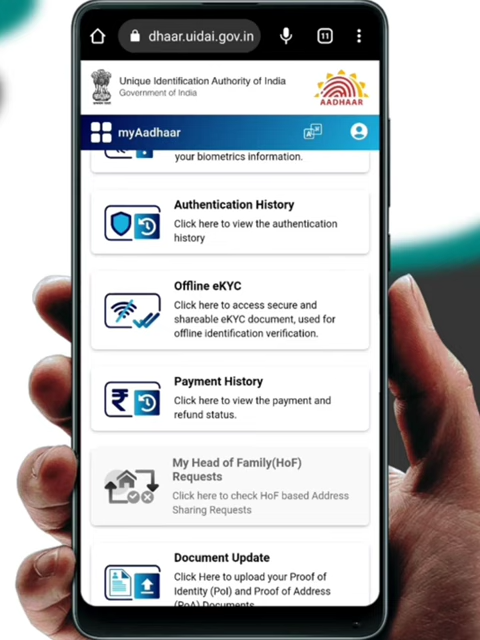 dhaar.uidai.gov.in
11
Unique Identification Authority of India
Government of India
AADHAAR
myAadhaar
your biometrics information.
Authentication History
Click here to view the authentication
history
Offline eKYC
Click here to access secure and
shareable eKYC document, used for
offline identification verification.
Payment History
Click here to view the payment and
refund status.
My Head of Family(HoF)
Requests
Click here to check HoF based Address
Sharing Requests
Document Update
Click Here to upload your Proof of
Identity (PoI) and Proof of Address
(PoA) Documents